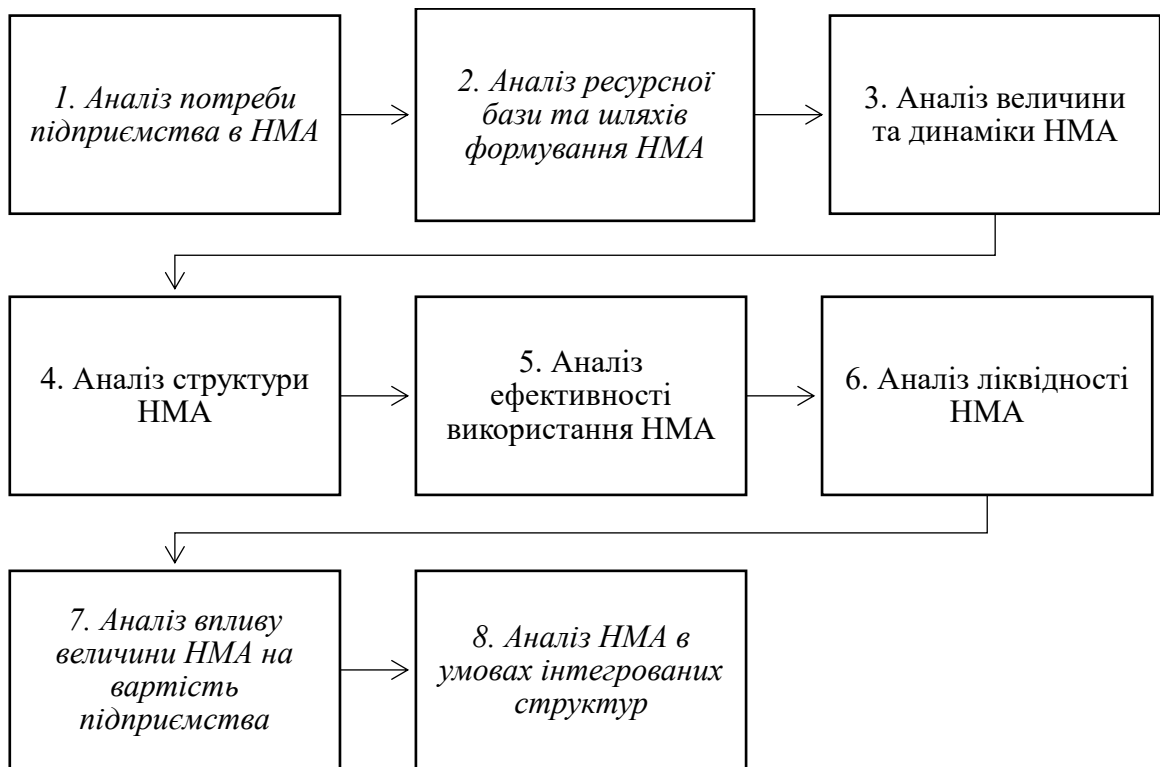 1. Аналіз потреби
підприємства в НМА
2. Аналіз ресурсної
бази та шляхів
формування НМА
3. Аналіз величини
та динаміки НМА
4. Аналіз структури
НМА
5. Аналіз
ефективності
використання НМА
6. Аналіз ліквідності
НМА
7. Аналіз впливу
величини НМА на
вартість
підприємства
8. Аналіз НМА в
умовах інтегрованих
структур